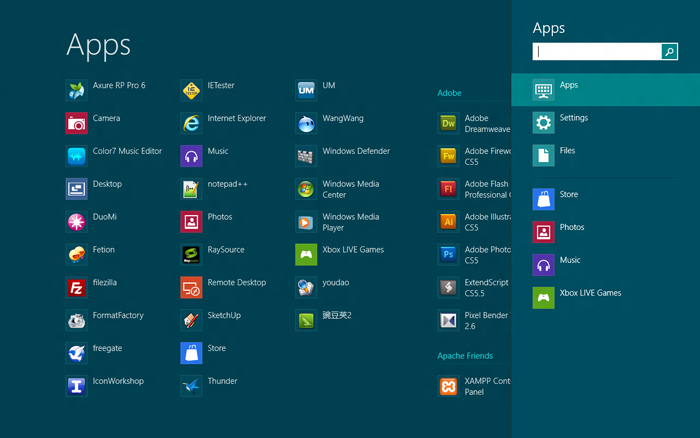 Apps
Axure RP Pro 6
Camera
Color7 Music Editor
Desktop
DuoMi
Fetion
filezilla
FormatFactory
freegate
IconWorkshop
IETester
Internet Explorer
Music
notepad++
Photos
RaySource
Remote Desktop
SketchUp
Store
Thunder
UM
WangWang
Windows Defender
Windows Media
Center
Windows Media
Player
Xbox LIVE Games
youdao
豌豆荚2
Adobe
Adobe
Dreamweaver
Adobe Firew
CS5
Adobe Flash
Professional C
Adobe Illustra
CS5
Adobe Photo
CS5
ExtendScript
CS5.5
Pixel Bender
2.6
Apache Friends
XAMPP Cont
Panel
Apps
Apps
Settings
Files
Store
Photos
Music
Xbox LIVE Games